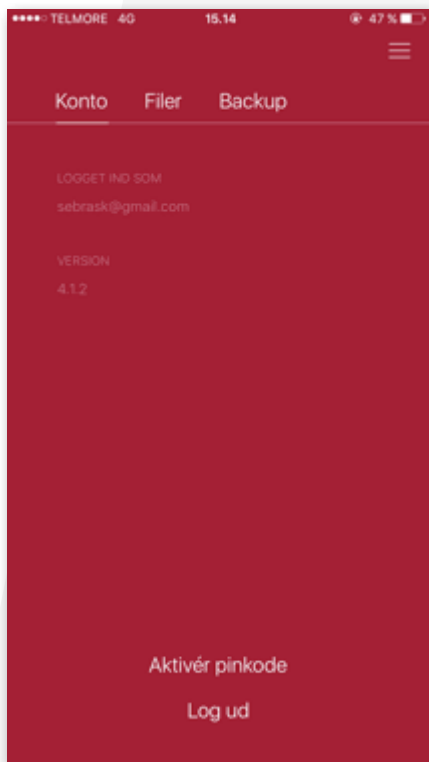 TELMORE 4G 15.14 47 %
Konto Filer Backup
LOGGET IND SOM
sebrask@gmail.com
VERSION
4.1.2
Aktivér pinkode
Log ud